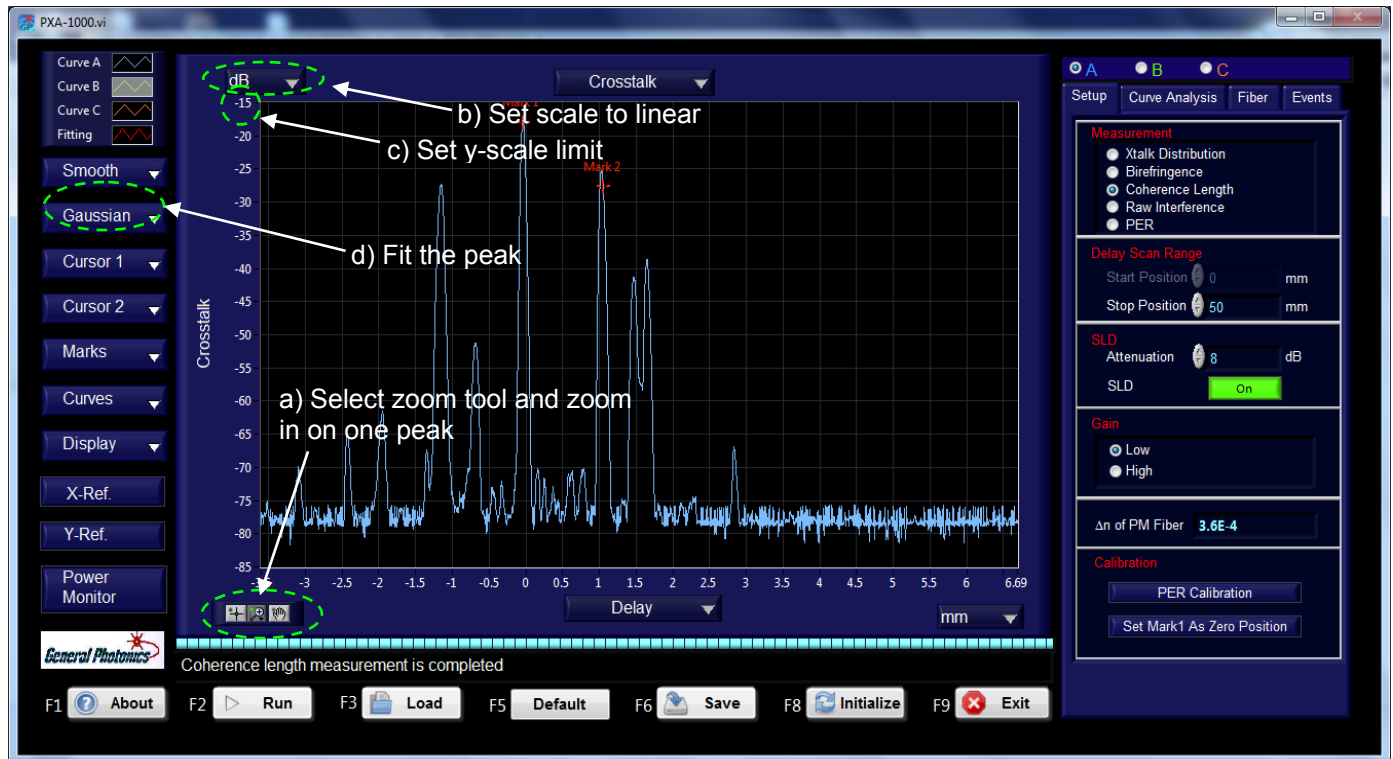 PXA-1000.vi
Curve A
Curve B
Curve C
Fitting
Smooth
Gaussian
Cursor 1
Cursor 2
Marks
Curves
Display
X-Ref.
Y-Ref.
Power
Monitor
General Photonics
dB
Crosstalk
b) Set scale to linear
c) Set y-scale limit
d) Fit the peak
a) Select zoom tool and zoom
in on one peak
Mark 1
Mark 2
Crosstalk
-15
-20
-25
-30
-35
-40
-45
-50
-55
-60
-65
-70
-75
-80
-85
-3 -2.5 -2 -1.5 -1 -0.5 0 0.5 1 1.5 2 2.5 3 3.5 4 4.5 5 5.5 6 6.69
Delay
mm
Coherence length measurement is completed
F1 About F2 Run F3 Load F5 Default F6 Save F8 Initialize F9 Exit
A B C
Setup Curve Analysis Fiber Events
Measurement
Xtalk Distribution
Birefringence
Coherence Length
Raw Interference
PER
Delay Scan Range
Start Position 0 mm
Stop Position 50 mm
SLD
Attenuation 8 dB
SLD On
Gain
Low
High
Δn of PM Fiber 3.6E-4
Calibration
PER Calibration
Set Mark1 As Zero Position